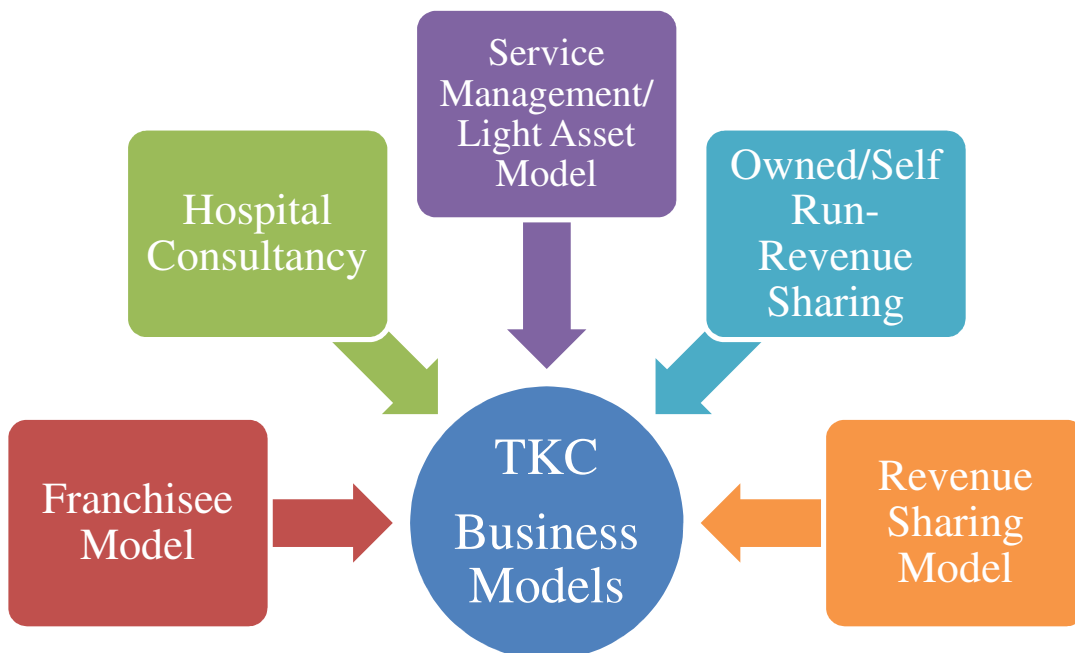 Service
Management/
Light Asset
Model
Hospital
Consultancy
Owned/Self
Run-
Revenue
Sharing
Franchisee
Model
TKC
Business
Models
Revenue
Sharing
Model